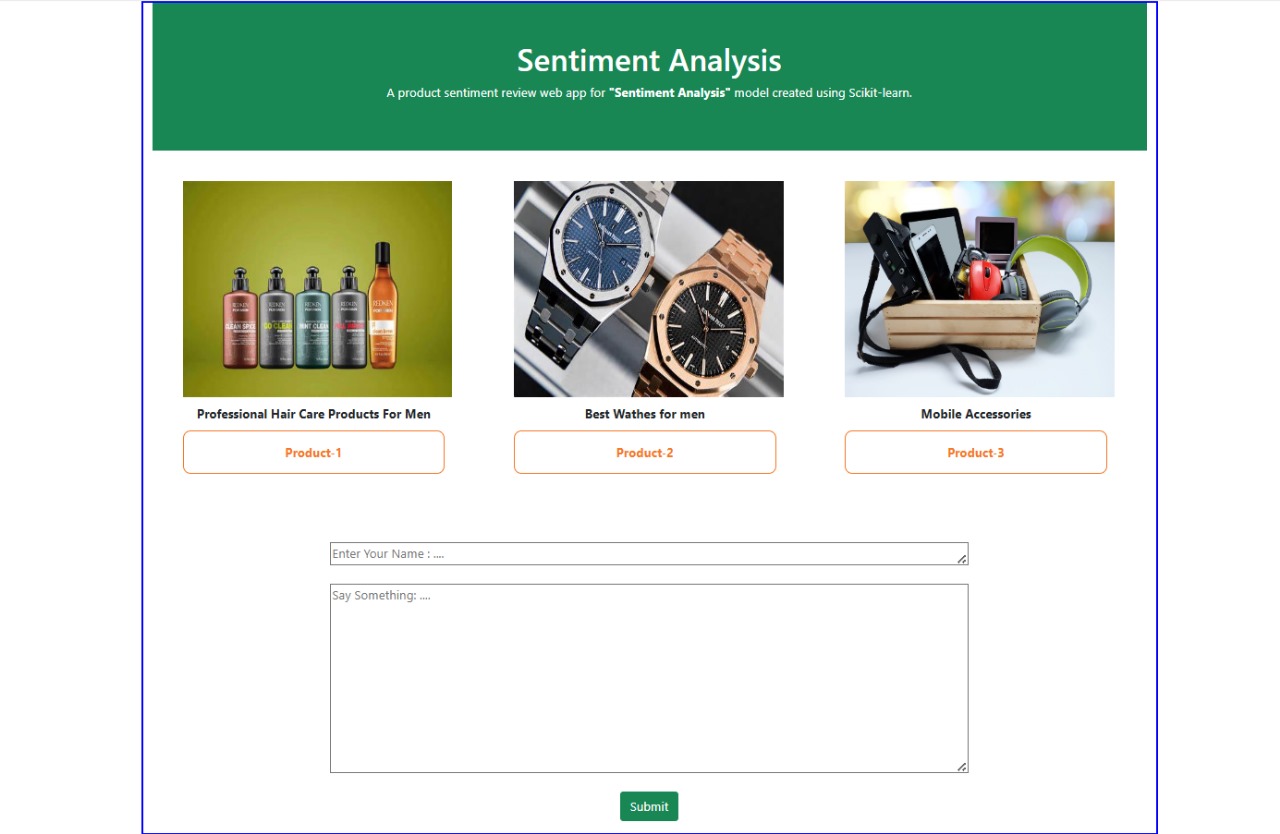 Sentiment Analysis
A product sentiment review web app for "Sentiment Analysis" model created using Scikit-learn.
REDKEN
REDKEN
REDKEN
REDKEN
REDKEN
CLEAN SPICE
GO CLEAN
MINT CLEAN
Professional Hair Care Products For Men
Best Wathes for men
Mobile Accessories
Product-1
Product-2
Product-3
Enter Your Name : ....
Say Something: ....
Submit